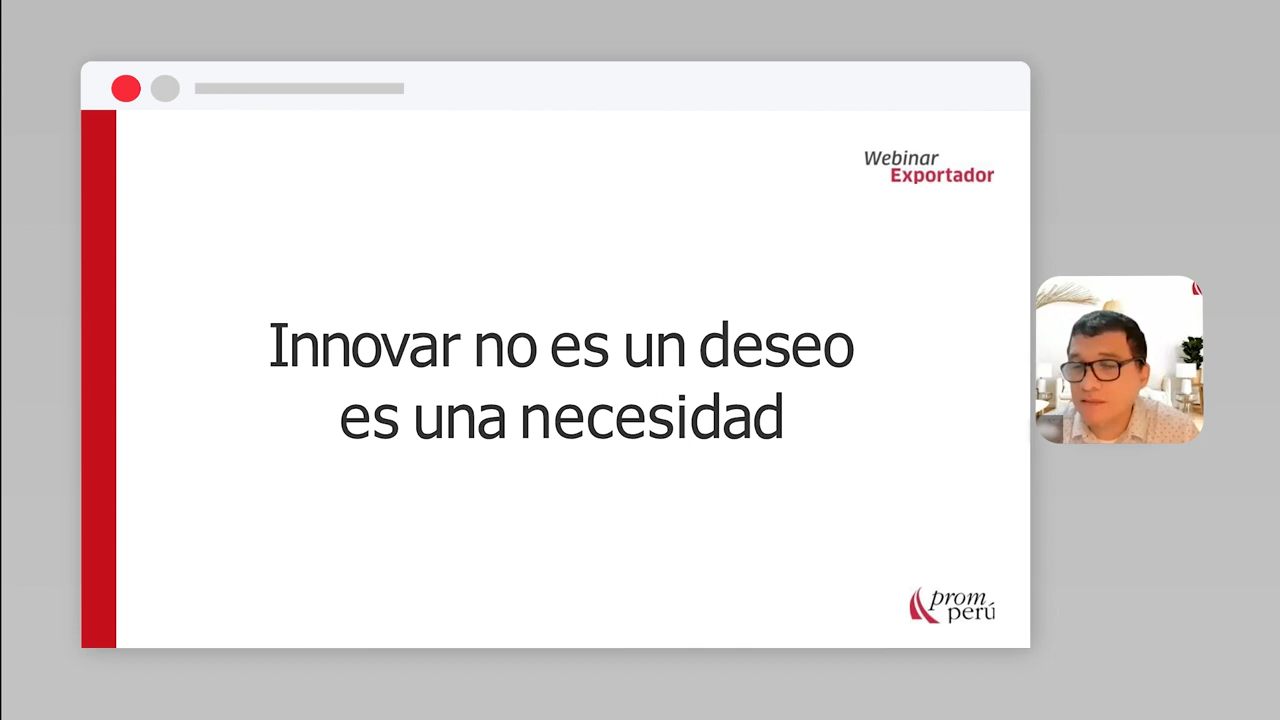 Webinar
Exportador
Innovar no es un deseo
es una necesidad
prom
perú